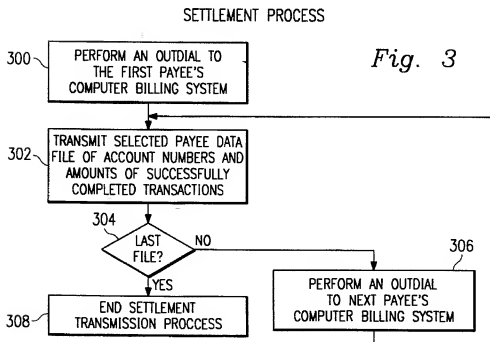 SETTLEMENT PROCESS
Fig. 3
300
PERFORM AN OUTDIAL TO
THE FIRST PAYEE'S
COMPUTER BILLING SYSTEM
302
TRANSMIT SELECTED PAYEE DATA
FILE OF ACCOUNT NUMBERS AND
AMOUNTS OF SUCCESSFULLY
COMPLETED TRANSACTIONS
304
LAST
FILE?
NO
YES
306
PERFORM AN OUTDIAL
TO NEXT PAYEE'S
COMPUTER BILLING SYSTEM
308
END SETTLEMENT
TRANSMISSION PROCCESS